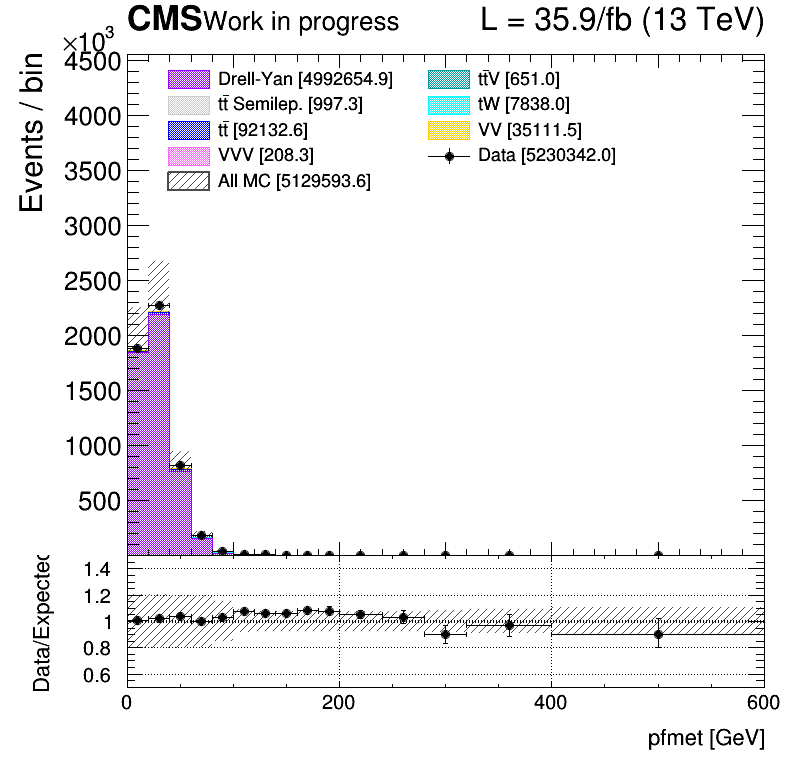 CMS Work in progress L = 35.9/fb (13 TeV)
×10³
Events / bin
4500
4000
3500
3000
2500
2000
1500
1000
500
Drell-Yan [4992654.9]
tt̄ Semilep. [997.3]
tt̄ [92132.6]
VVV [208.3]
All MC [5129593.6]
tt̄V [651.0]
tW [7838.0]
VV [35111.5]
Data [5230342.0]
Data/Expected
1.4
1.2
1
0.8
0.6
0 200 400 600
pfmet [GeV]